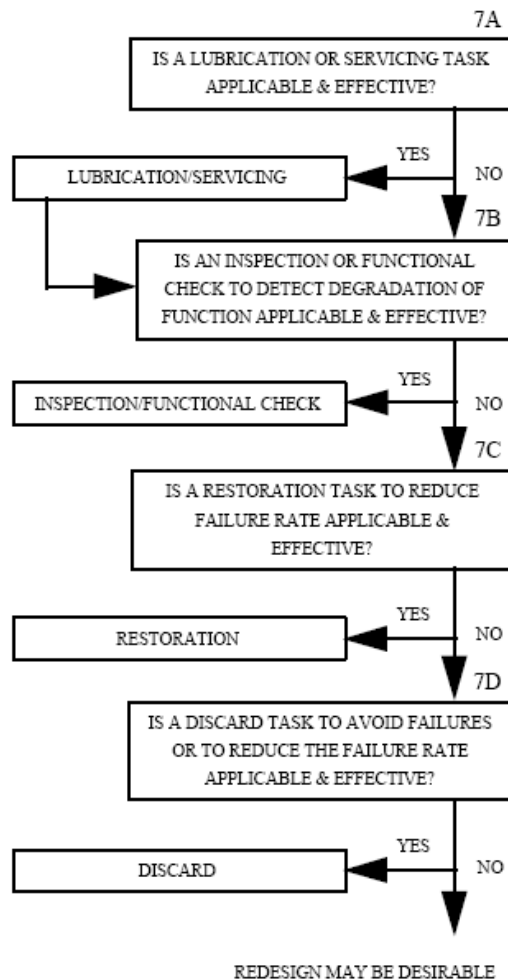 7A
IS A LUBRICATION OR SERVICING TASK
APPLICABLE & EFFECTIVE?
YES
NO
LUBRICATION/SERVICING
7B
IS AN INSPECTION OR FUNCTIONAL
CHECK TO DETECT DEGRADATION OF
FUNCTION APPLICABLE & EFFECTIVE?
YES
NO
INSPECTION/FUNCTIONAL CHECK
7C
IS A RESTORATION TASK TO REDUCE
FAILURE RATE APPLICABLE &
EFFECTIVE?
YES
NO
RESTORATION
7D
IS A DISCARD TASK TO AVOID FAILURES
OR TO REDUCE THE FAILURE RATE
APPLICABLE & EFFECTIVE?
YES
NO
DISCARD
REDESIGN MAY BE DESIRABLE